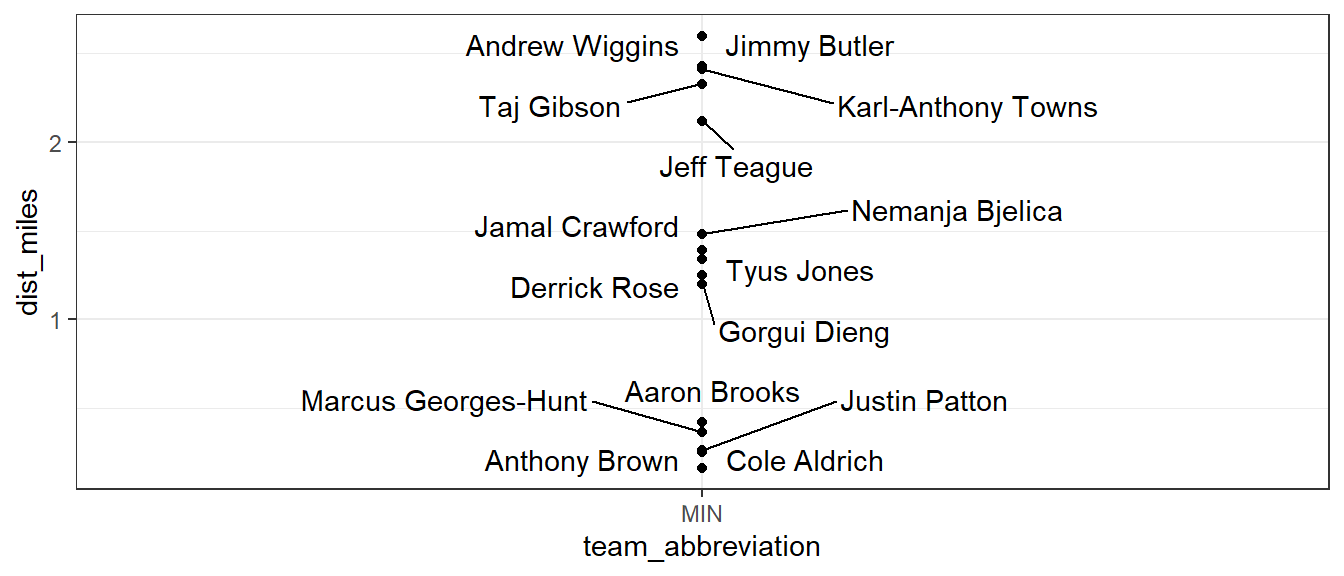 Andrew Wiggins
Jimmy Butler
Taj Gibson
Karl-Anthony Towns
2
Jeff Teague
Nemanja Bjelica
Jamal Crawford
dist_miles
Tyus Jones
Derrick Rose
1
Gorgui Dieng
Aaron Brooks
Marcus Georges-Hunt
Justin Patton
Anthony Brown
Cole Aldrich
MIN
team_abbreviation